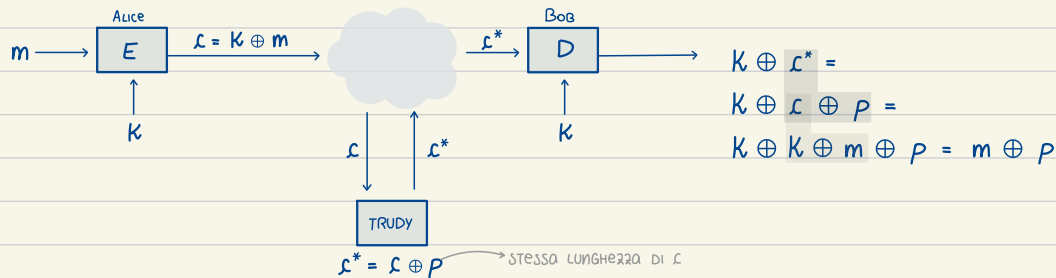 ALICE
BOB
m
E
c = K ⊕ m
c*
D
K
K
K ⊕ c* =
K ⊕ c ⊕ p =
K ⊕ K ⊕ m ⊕ p = m ⊕ p
c
c*
TRUDY
c* = c ⊕ p
STESSA LUNGHEZZA DI C